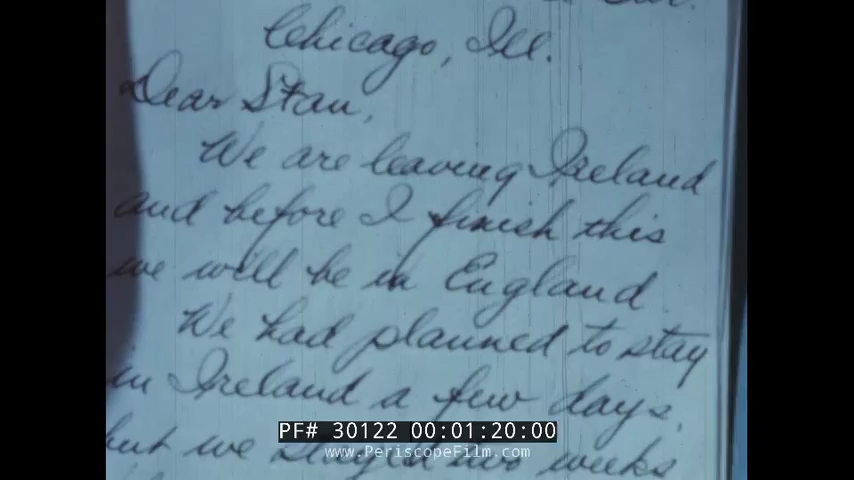 Chicago, Ill.
Dear Stan,
We are leaving Ireland
and before I finish this
we will be in England
We had planned to stay
in Ireland a few days,
but we stayed two weeks
PF# 30122 00:01:20:00
www.PeriscopeFilm.com